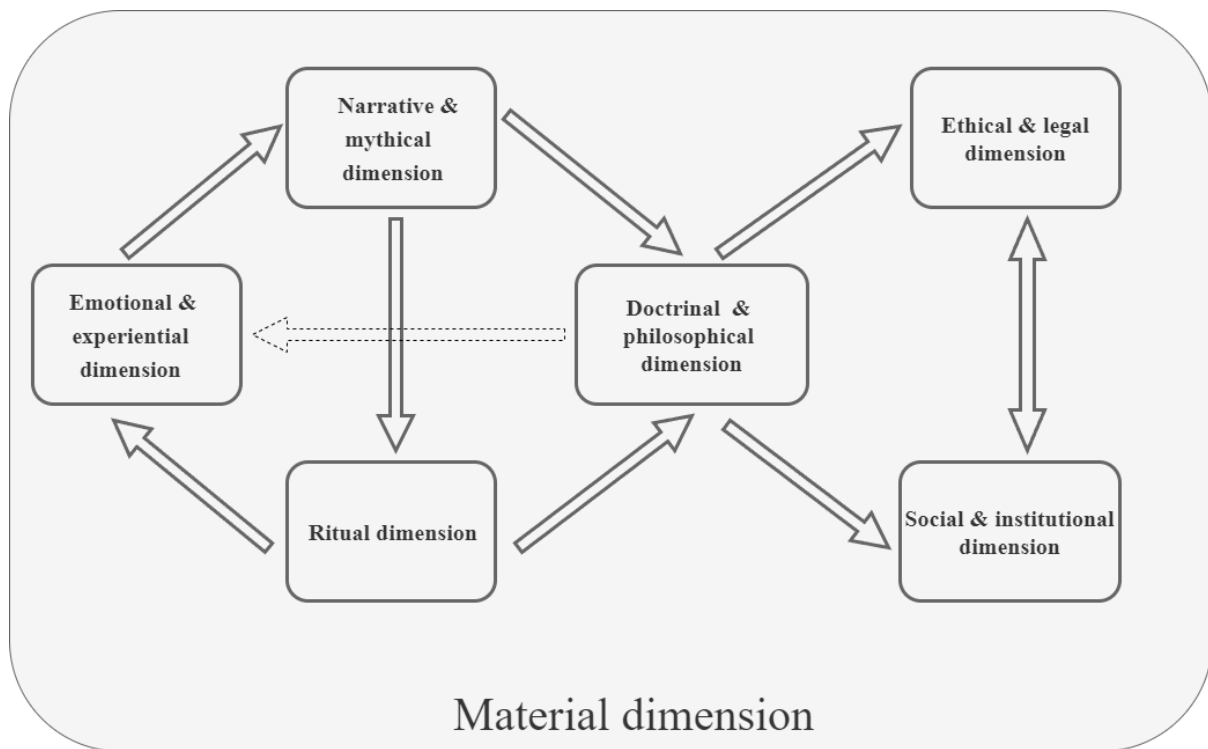 Narrative &
mythical
dimension
Ethical & legal
dimension
Emotional &
experiential
dimension
Doctrinal &
philosophical
dimension
Ritual dimension
Social & institutional
dimension
Material dimension